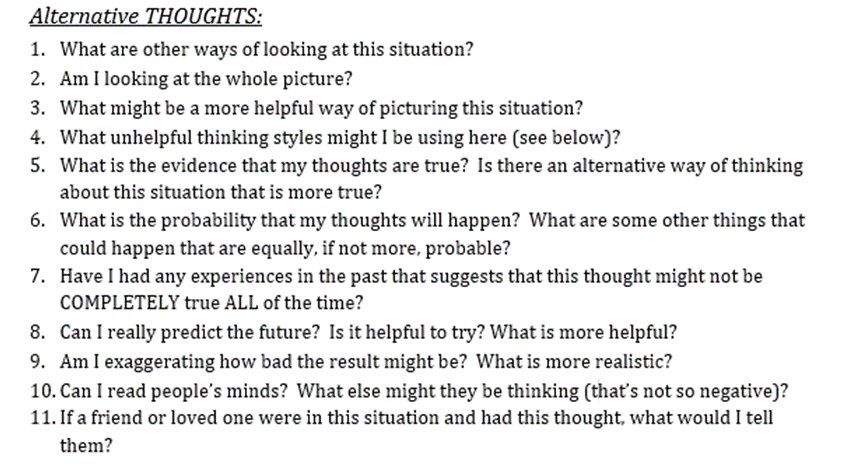 Alternative THOUGHTS:
1. What are other ways of looking at this situation?
2. Am I looking at the whole picture?
3. What might be a more helpful way of picturing this situation?
4. What unhelpful thinking styles might I be using here (see below)?
5. What is the evidence that my thoughts are true? Is there an alternative way of thinking
about this situation that is more true?
6. What is the probability that my thoughts will happen? What are some other things that
could happen that are equally, if not more, probable?
7. Have I had any experiences in the past that suggests that this thought might not be
COMPLETELY true ALL of the time?
8. Can I really predict the future? Is it helpful to try? What is more helpful?
9. Am I exaggerating how bad the result might be? What is more realistic?
10. Can I read people's minds? What else might they be thinking (that's not so negative)?
11. If a friend or loved one were in this situation and had this thought, what would I tell
them?